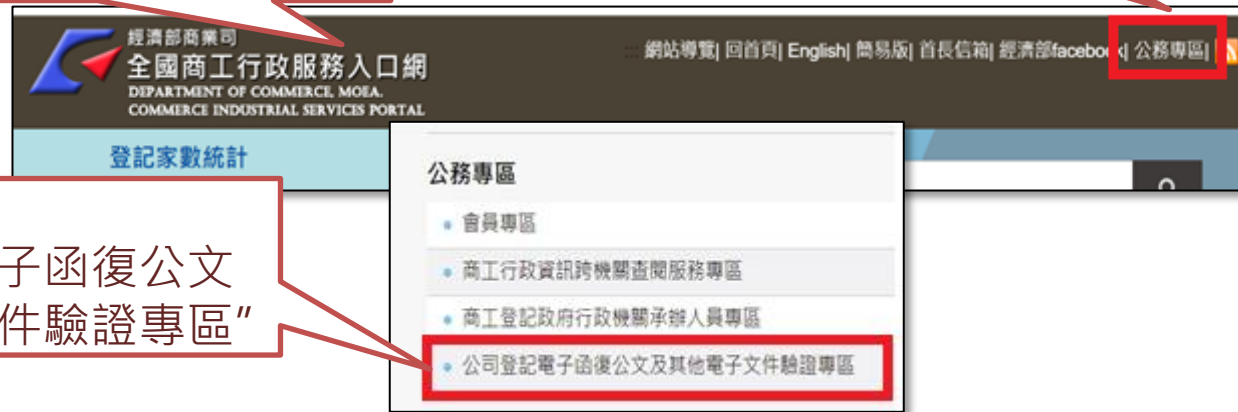 經濟部商業司
全國商工行政服務入口網
DEPARTMENT OF COMMERCE, MOEA.
COMMERCE INDUSTRIAL SERVICES PORTAL
::: 網站導覽| 回首頁| English| 簡易版| 首長信箱| 經濟部facebook| 公務專區|
登記家數統計
公務專區
會員專區
商工行政資訊跨機關查閱服務專區
商工登記政府行政機關承辦人員專區
公司登記電子函復公文及其他電子文件驗證專區
子函復公文
件驗證專區”